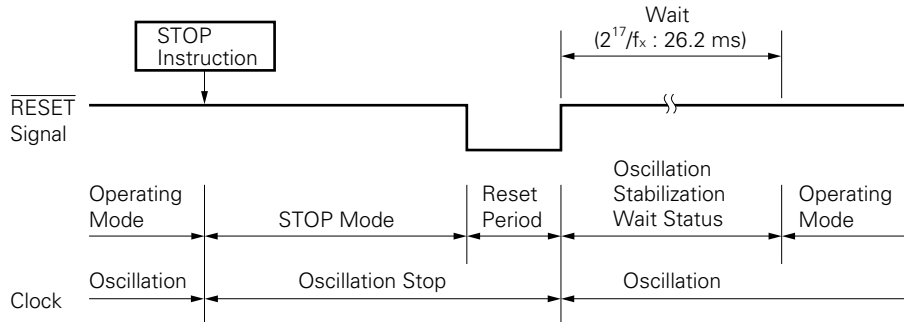 Wait
(2¹⁷/fx : 26.2 ms)
STOP
Instruction
RESET
Signal
Operating
Mode
STOP Mode
Reset
Period
Oscillation
Stabilization
Wait Status
Operating
Mode
Clock
Oscillation
Oscillation Stop
Oscillation